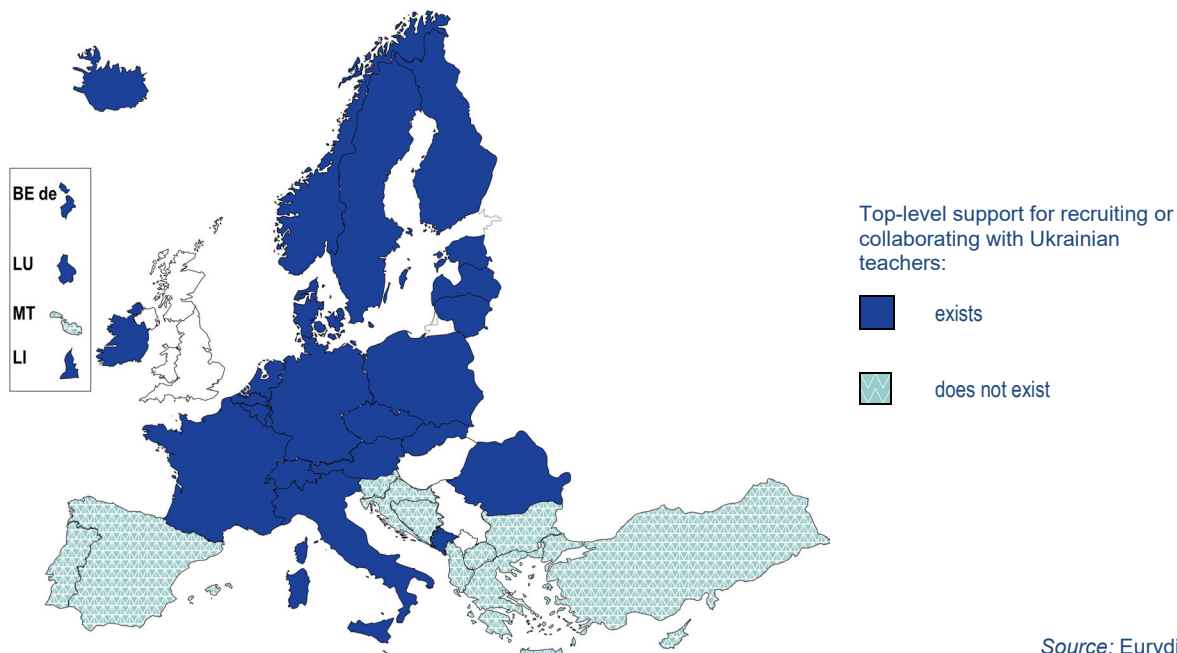 BE de
LU
MT
LI
Top-level support for recruiting or
collaborating with Ukrainian
teachers:
exists
does not exist
Source: Eurydi